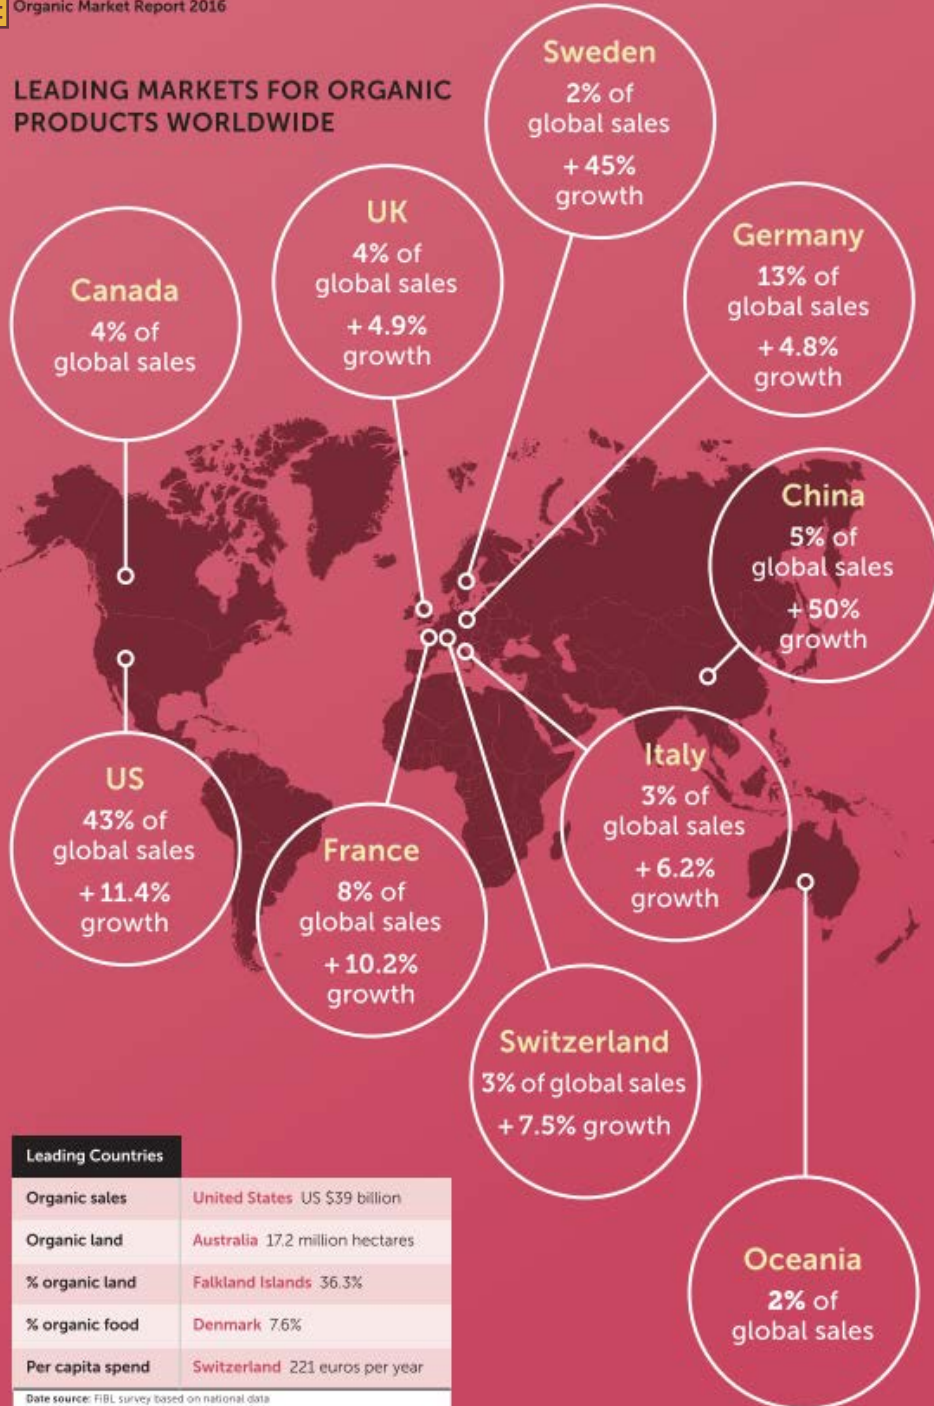 Organic Market Report 2016
LEADING MARKETS FOR ORGANIC
PRODUCTS WORLDWIDE
Sweden
2% of
global sales
+ 45%
growth
UK
4% of
global sales
+ 4.9%
growth
Germany
13% of
global sales
+ 4.8%
growth
Canada
4% of
global sales
China
5% of
global sales
+ 50%
growth
US
43% of
global sales
+ 11.4%
growth
France
8% of
global sales
+ 10.2%
growth
Italy
3% of
global sales
+ 6.2%
growth
Switzerland
3% of global sales
+ 7.5% growth
Oceania
2% of
global sales
Leading Countries
Organic sales United States US $39 billion
Organic land Australia 17.2 million hectares
% organic land Falkland Islands 36.3%
% organic food Denmark 7.6%
Per capita spend Switzerland 221 euros per year
Date source: FiBL survey based on national data